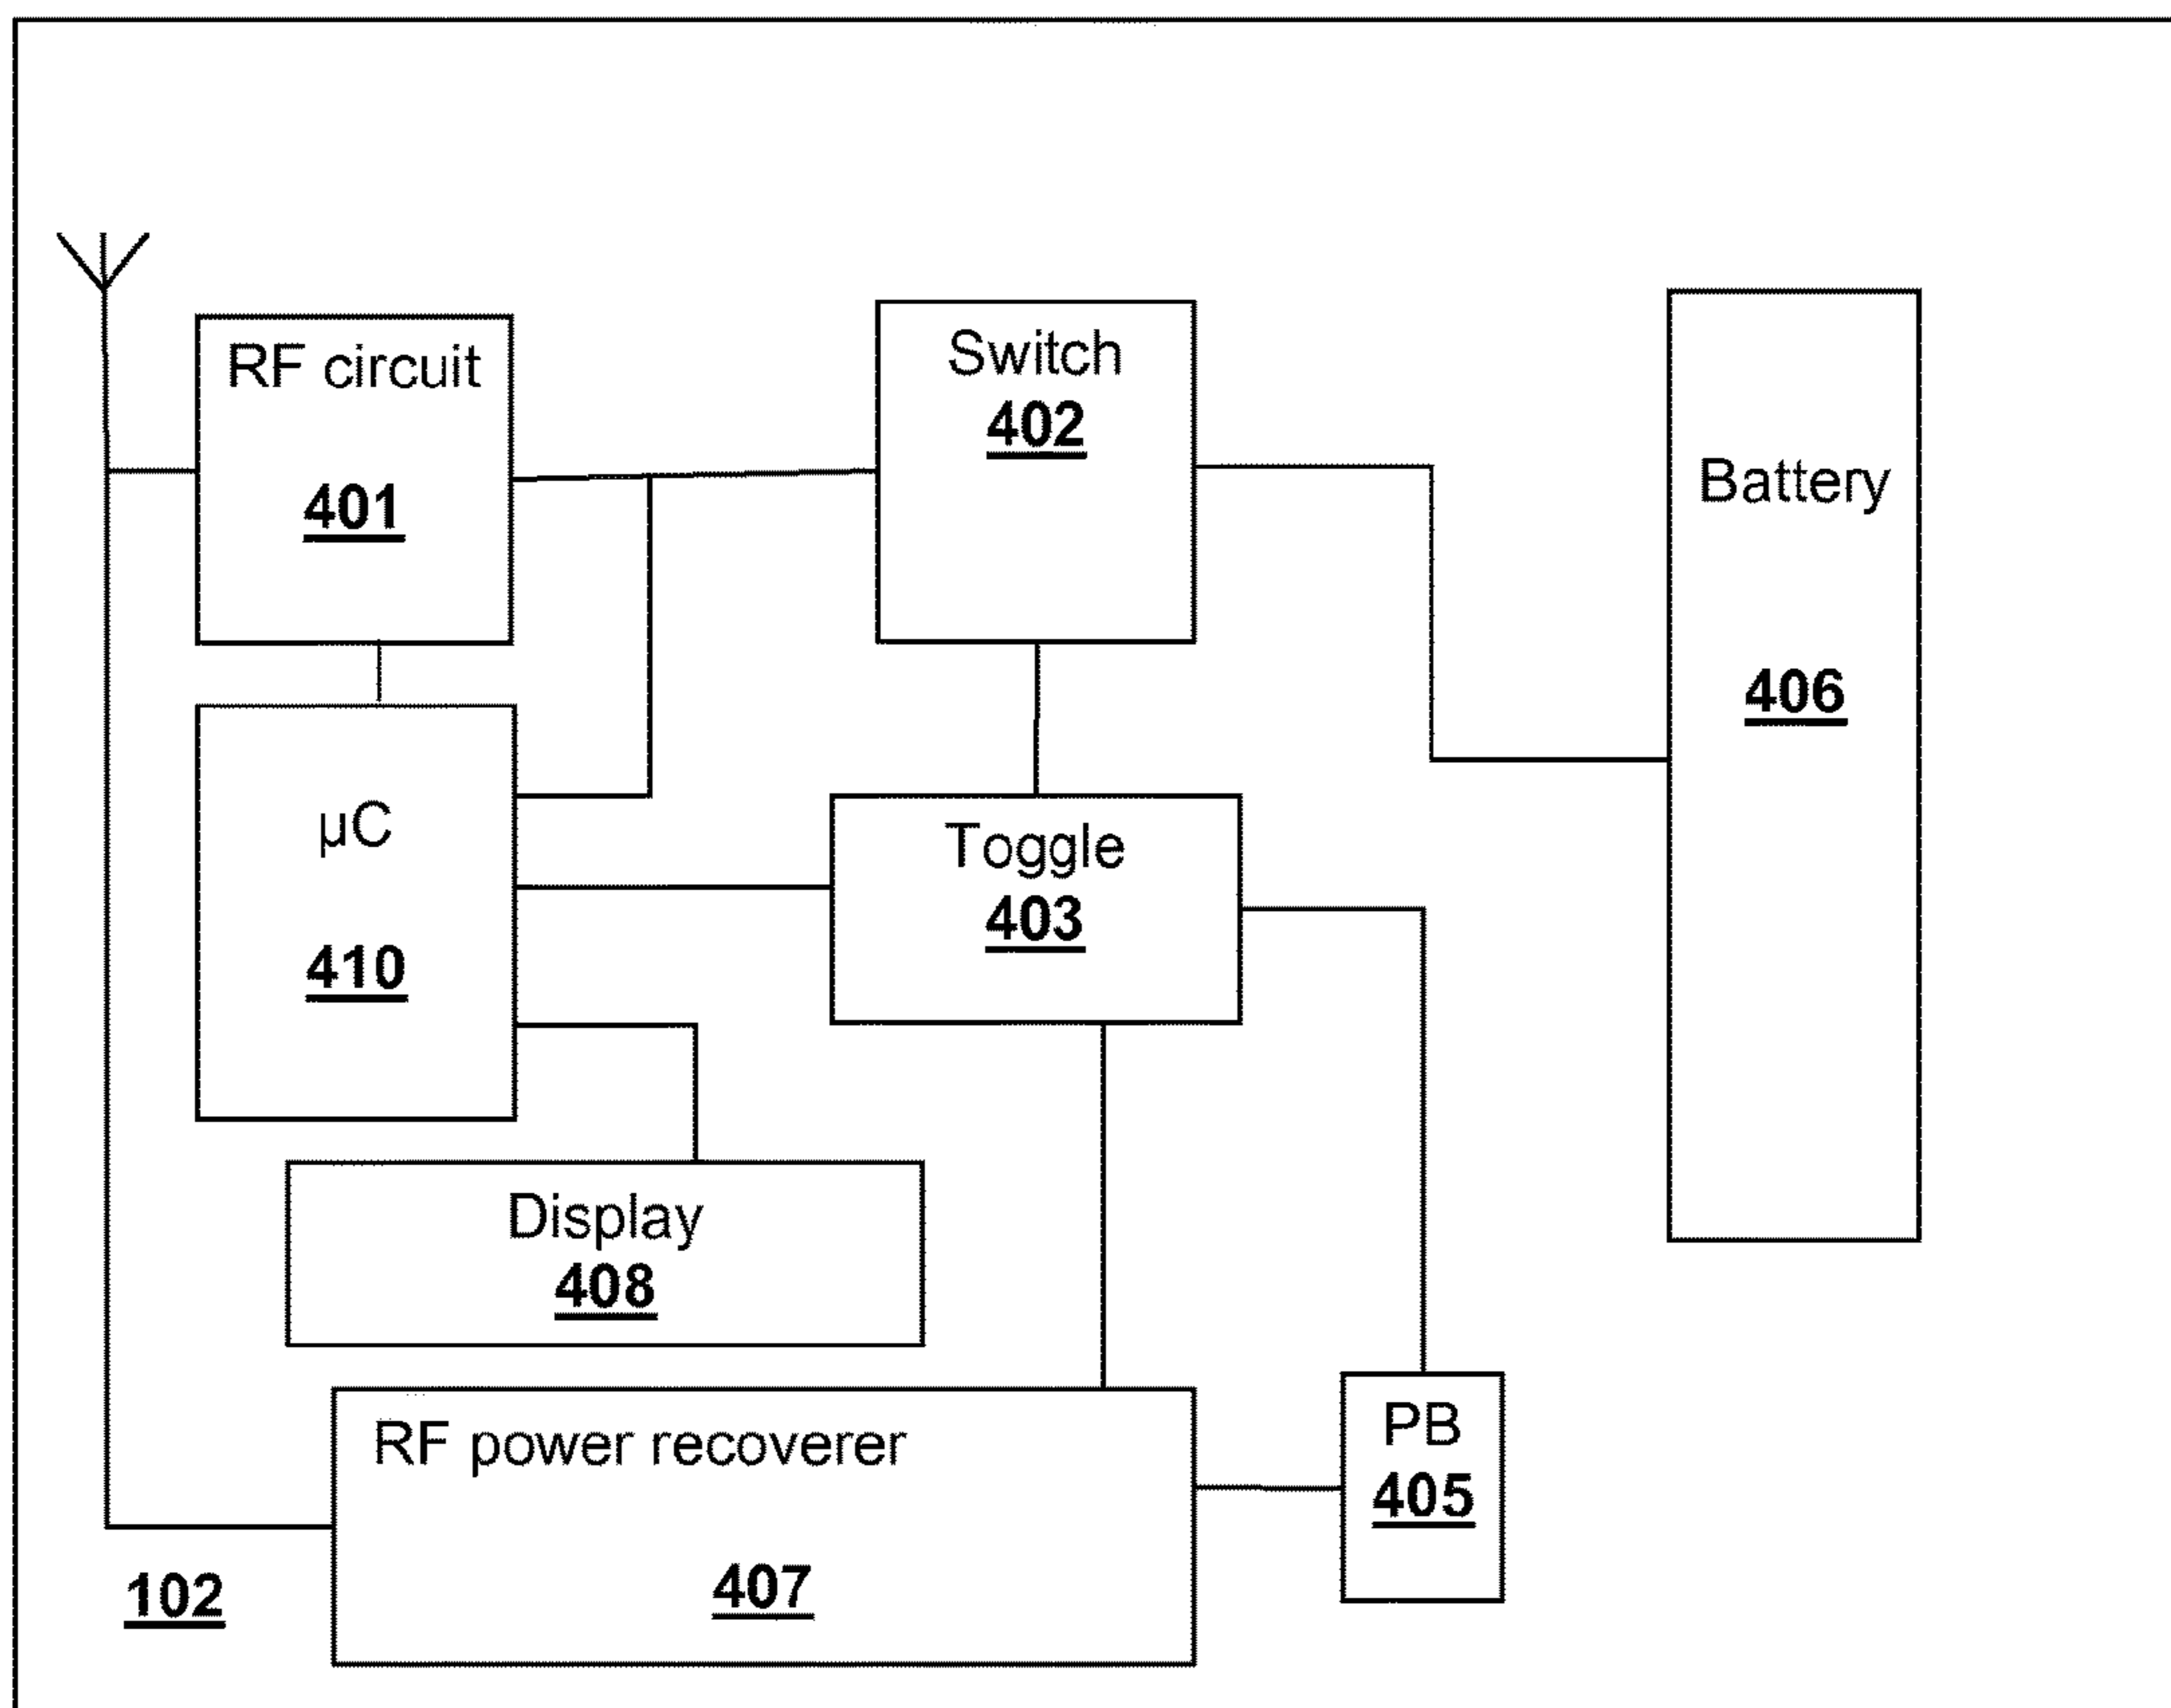 RF circuit
401
Switch
402
Battery
406
µC
410
Toggle
403
Display
408
RF power recoverer
407
PB
405
102